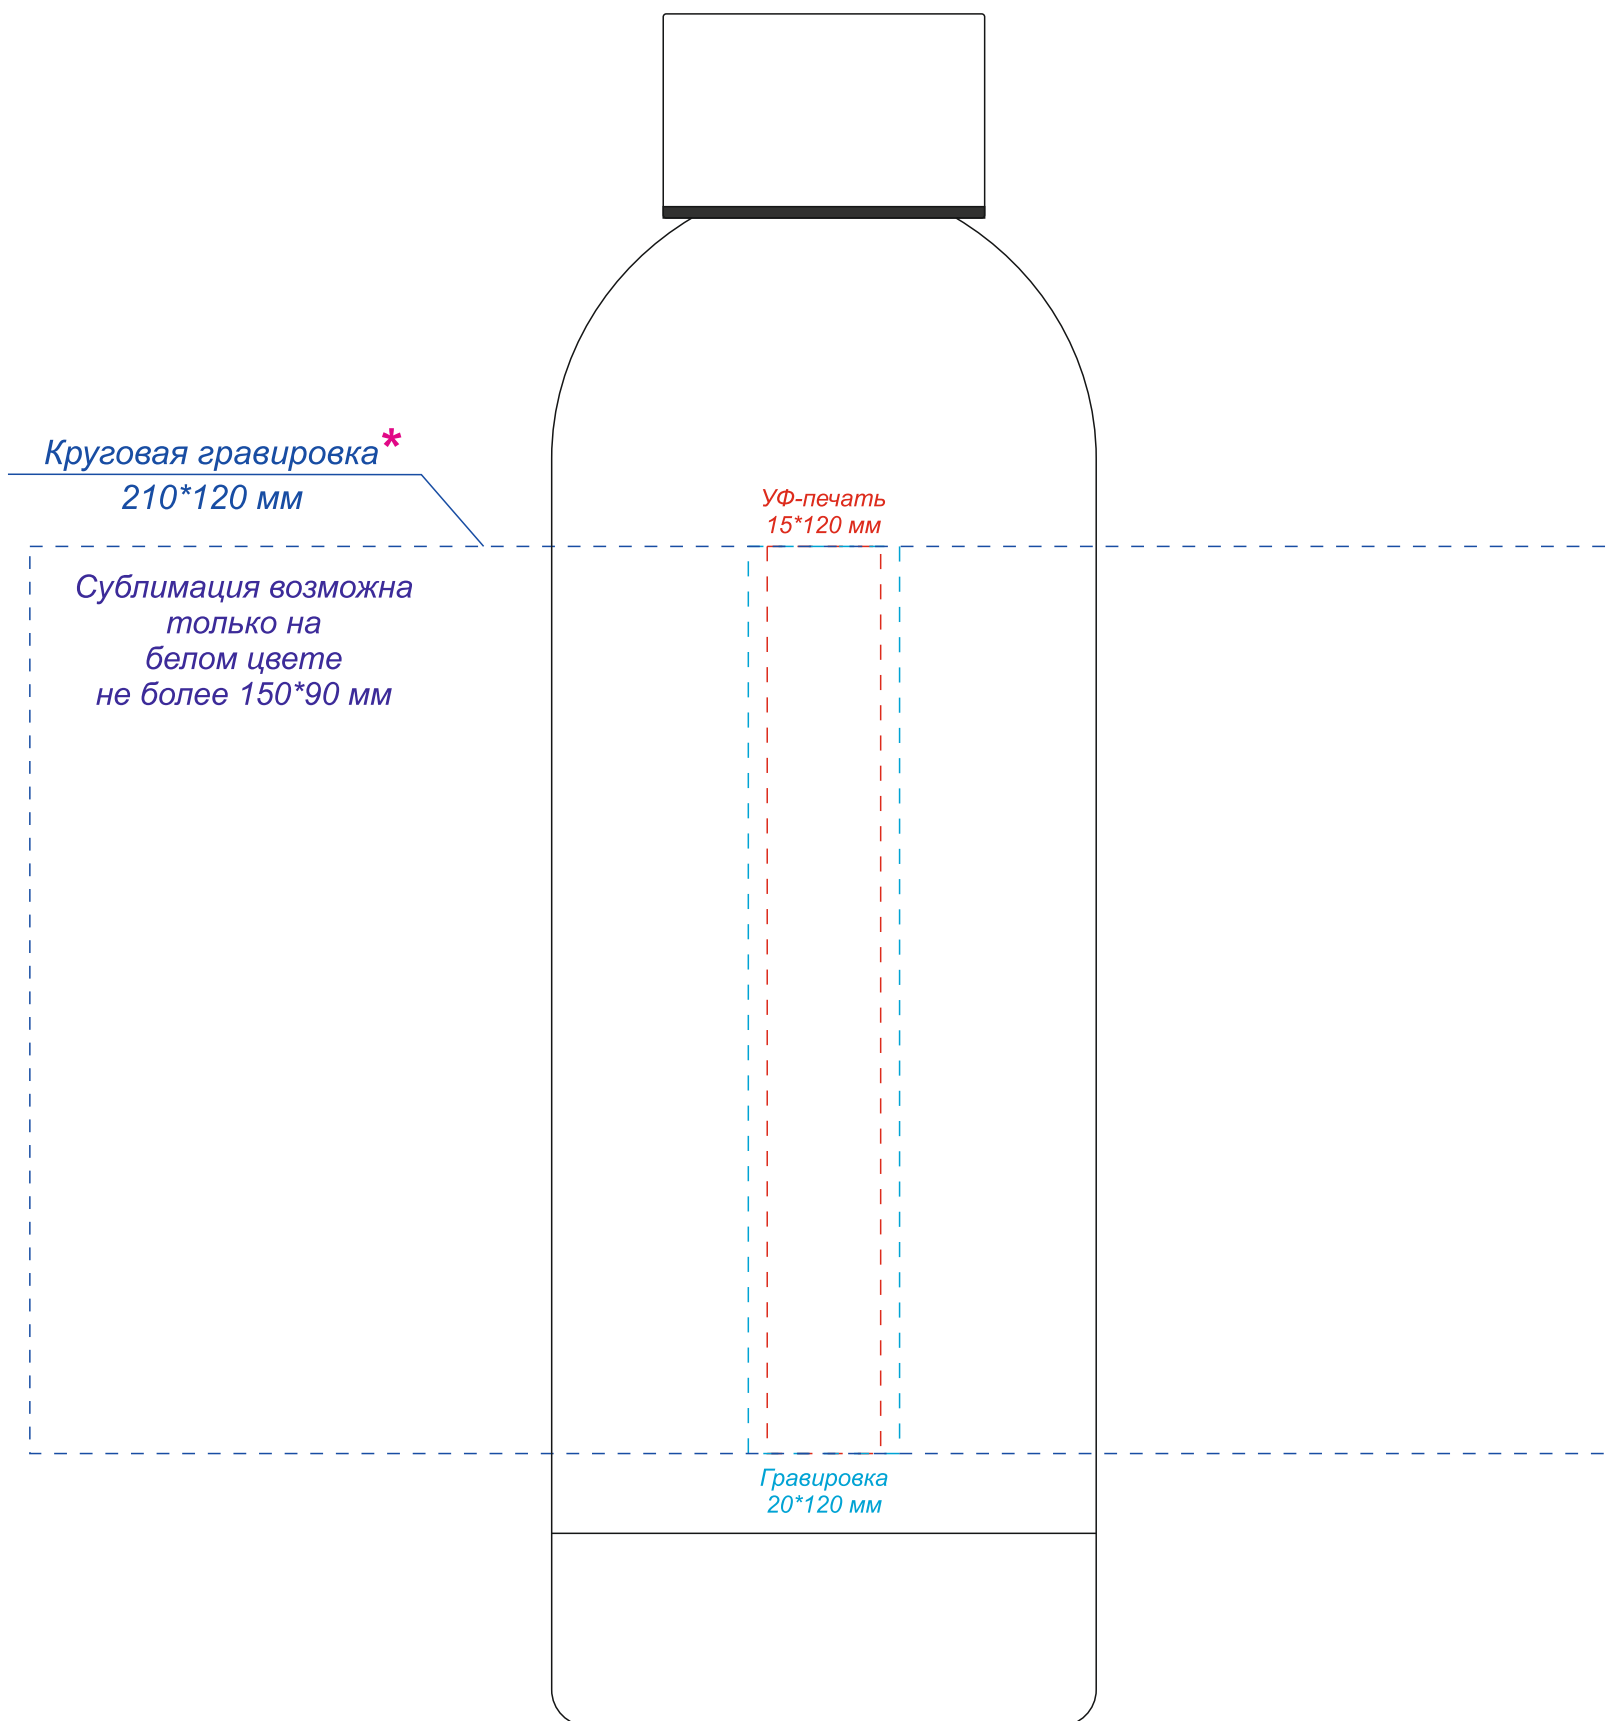 Круговая гравировка*
210*120 мм
УФ-печать
15*120 мм
Сублимация возможна
только на
белом цвете
не более 150*90 мм
Гравировка
20*120 мм